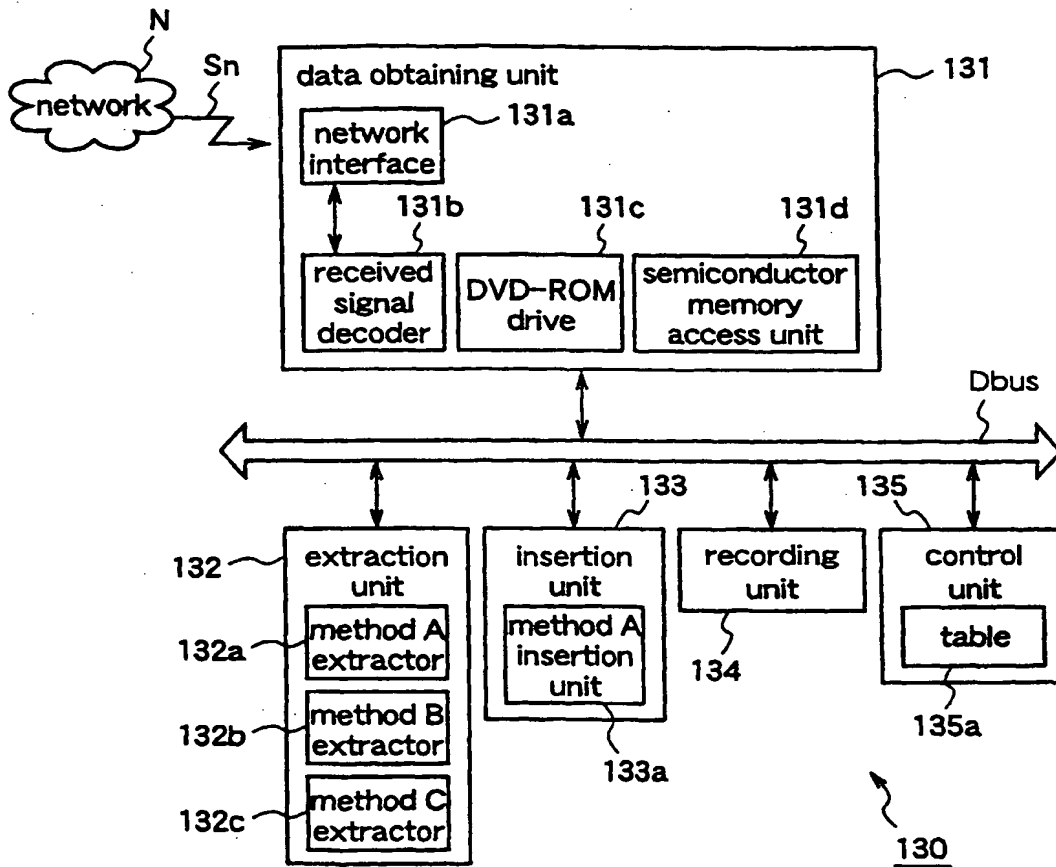 N
Sn
network
data obtaining unit
131
131a
network
interface
131b
131c
131d
received
signal
decoder
DVD-ROM
drive
semiconductor
memory
access unit
Dbus
133
135
132
extraction
unit
insertion
unit
recording
unit
control
unit
132a
method A
extractor
method A
insertion
unit
134
table
132b
method B
extractor
133a
135a
132c
method C
extractor
130